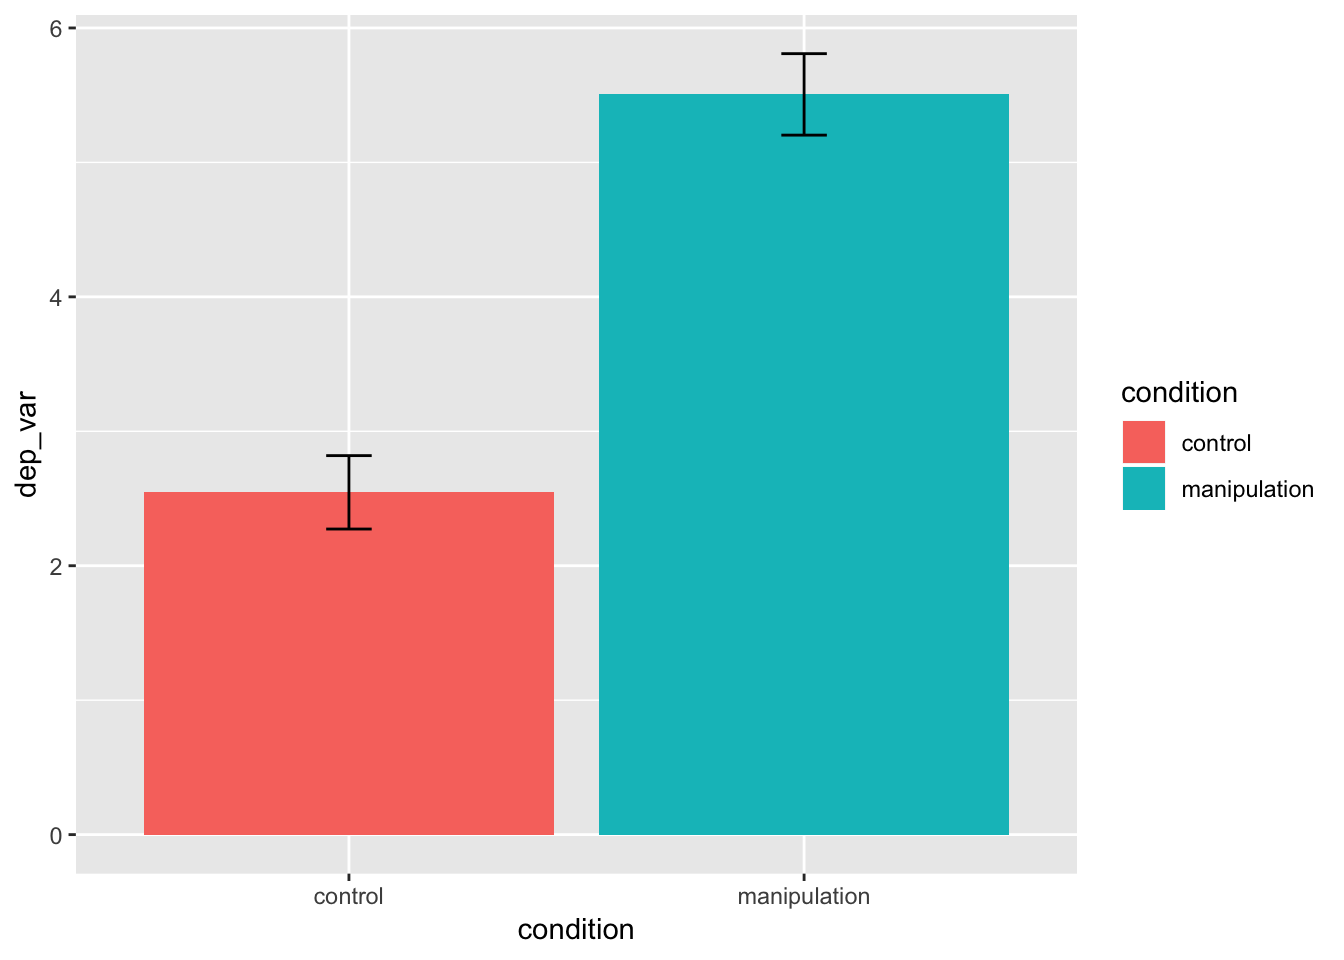 6
4
2
0
dep_var
control
manipulation
condition
condition
control
manipulation